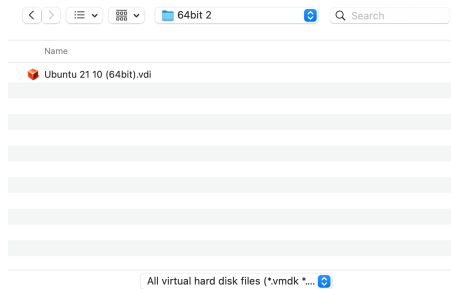 64bit 2
Search
Name
Ubuntu 21 10 (64bit).vdi
All virtual hard disk files (*.vmdk *....